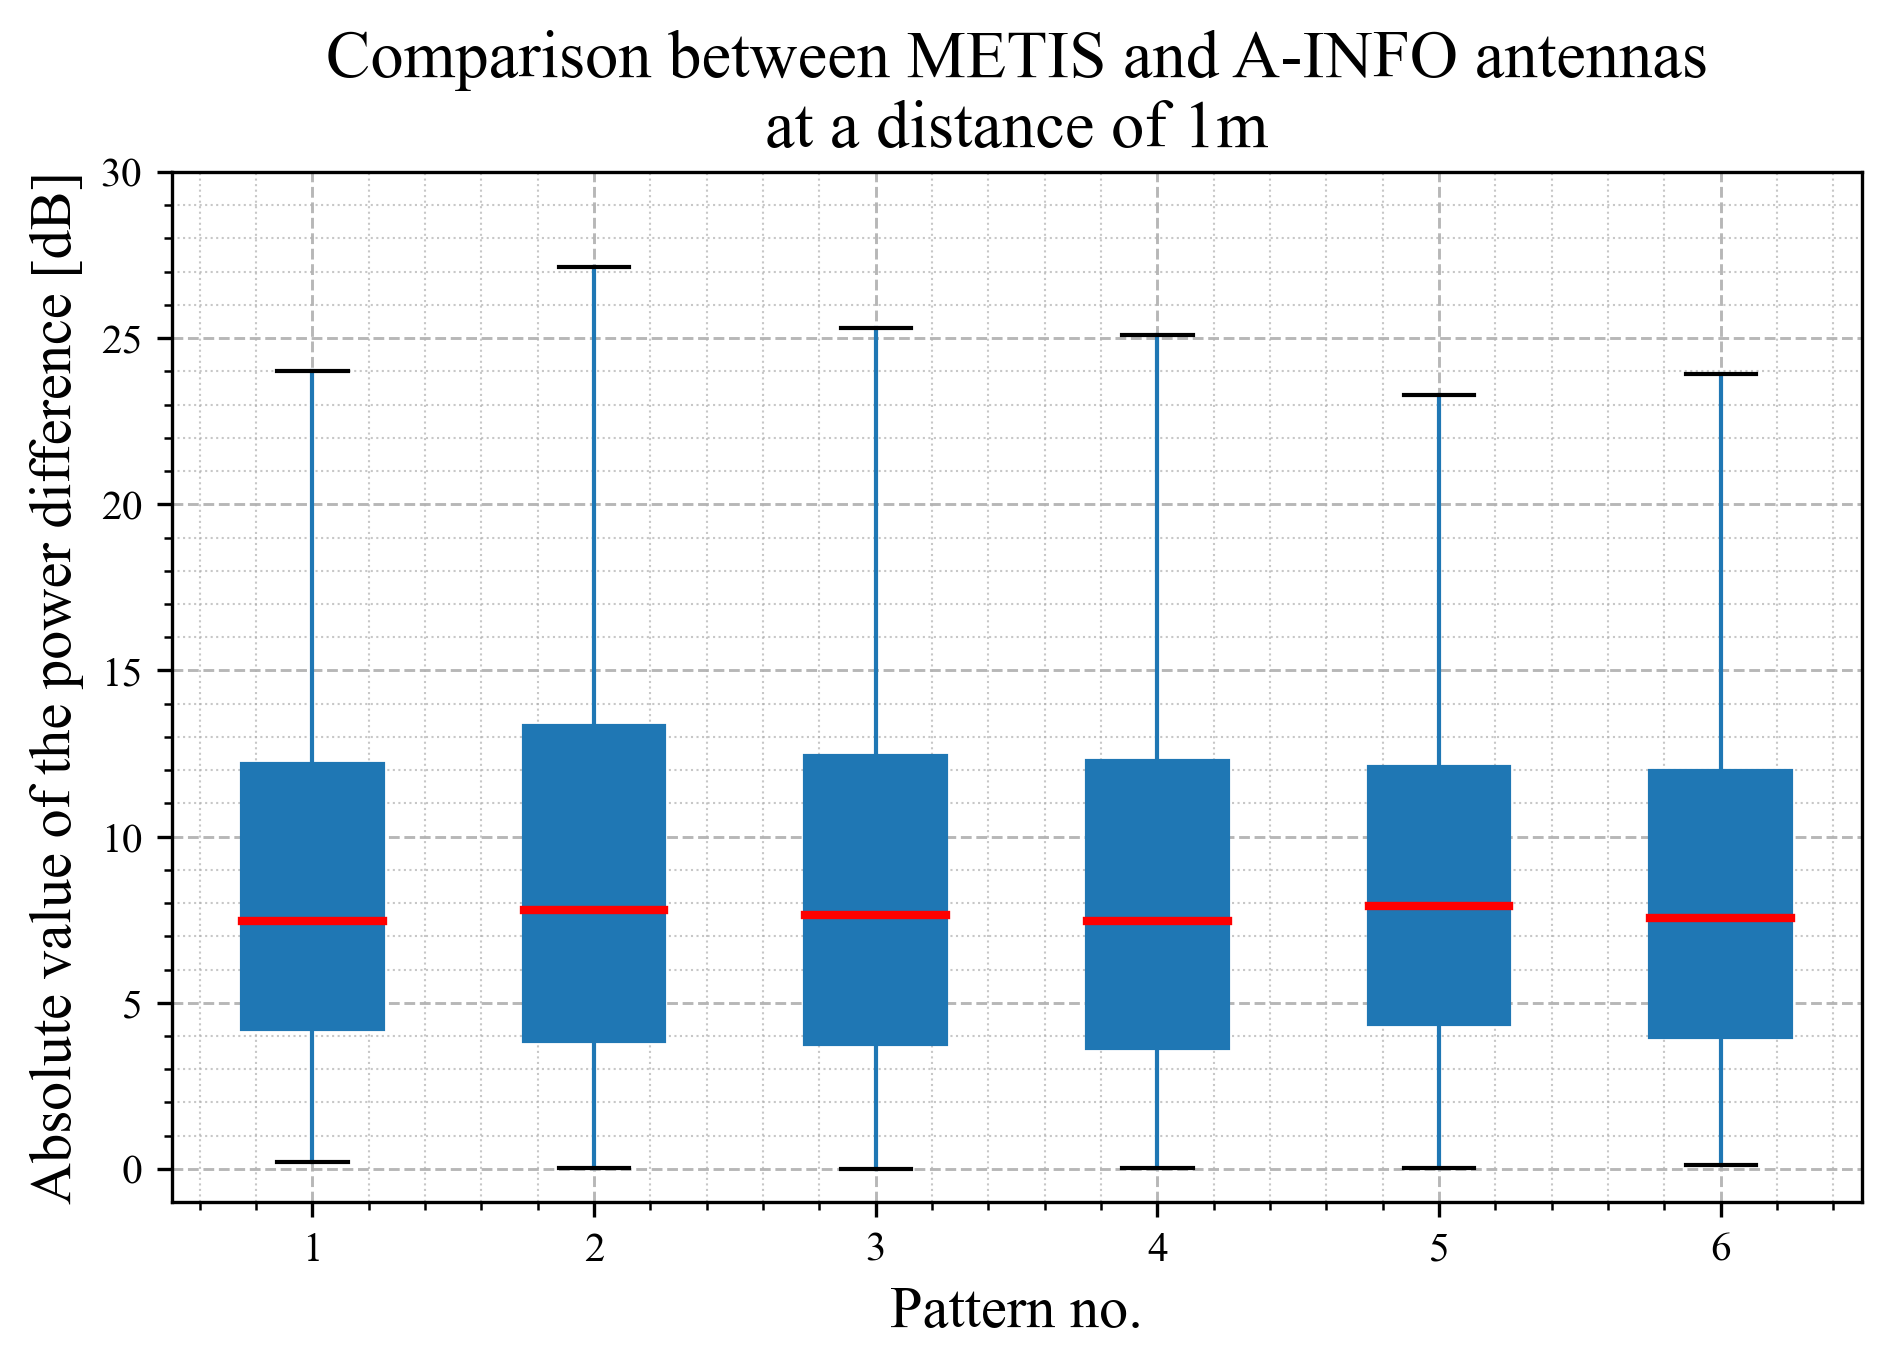 Comparison between METIS and A-INFO antennas
at a distance of 1m
Absolute value of the power difference [dB]
30
25
20
15
10
5
0
1 2 3 4 5 6
Pattern no.